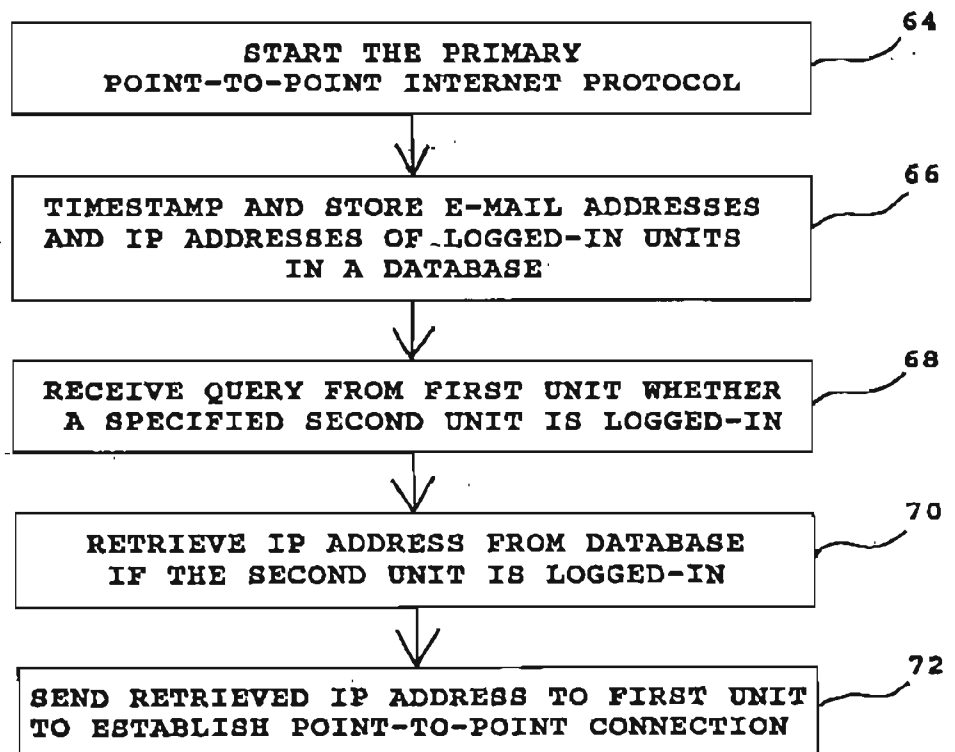 64
START THE PRIMARY
POINT-TO-POINT INTERNET PROTOCOL
66
TIMESTAMP AND STORE E-MAIL ADDRESSES
AND IP ADDRESSES OF LOGGED-IN UNITS
IN A DATABASE
68
RECEIVE QUERY FROM FIRST UNIT WHETHER
A SPECIFIED SECOND UNIT IS LOGGED-IN
70
RETRIEVE IP ADDRESS FROM DATABASE
IF THE SECOND UNIT IS LOGGED-IN
72
SEND RETRIEVED IP ADDRESS TO FIRST UNIT
TO ESTABLISH POINT-TO-POINT CONNECTION